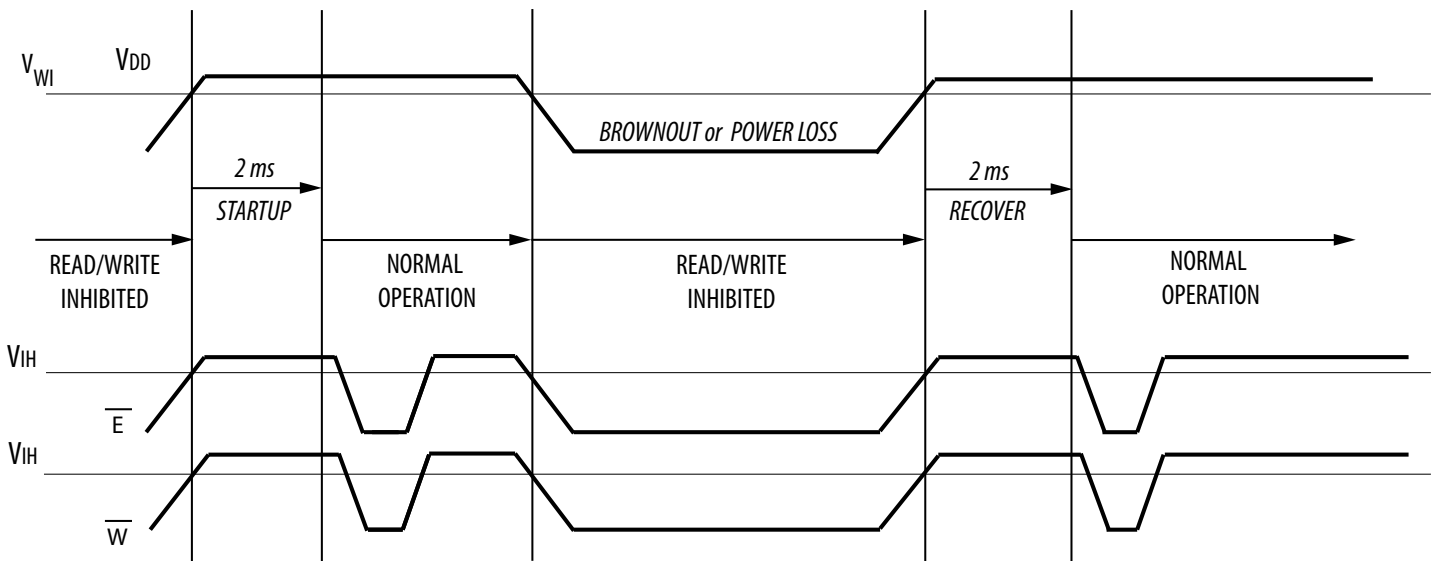 VWI
VDD
BROWNOUT or POWER LOSS
2 ms
STARTUP
2 ms
RECOVER
READ/WRITE
INHIBITED
NORMAL
OPERATION
READ/WRITE
INHIBITED
NORMAL
OPERATION
VIH
E
VIH
W